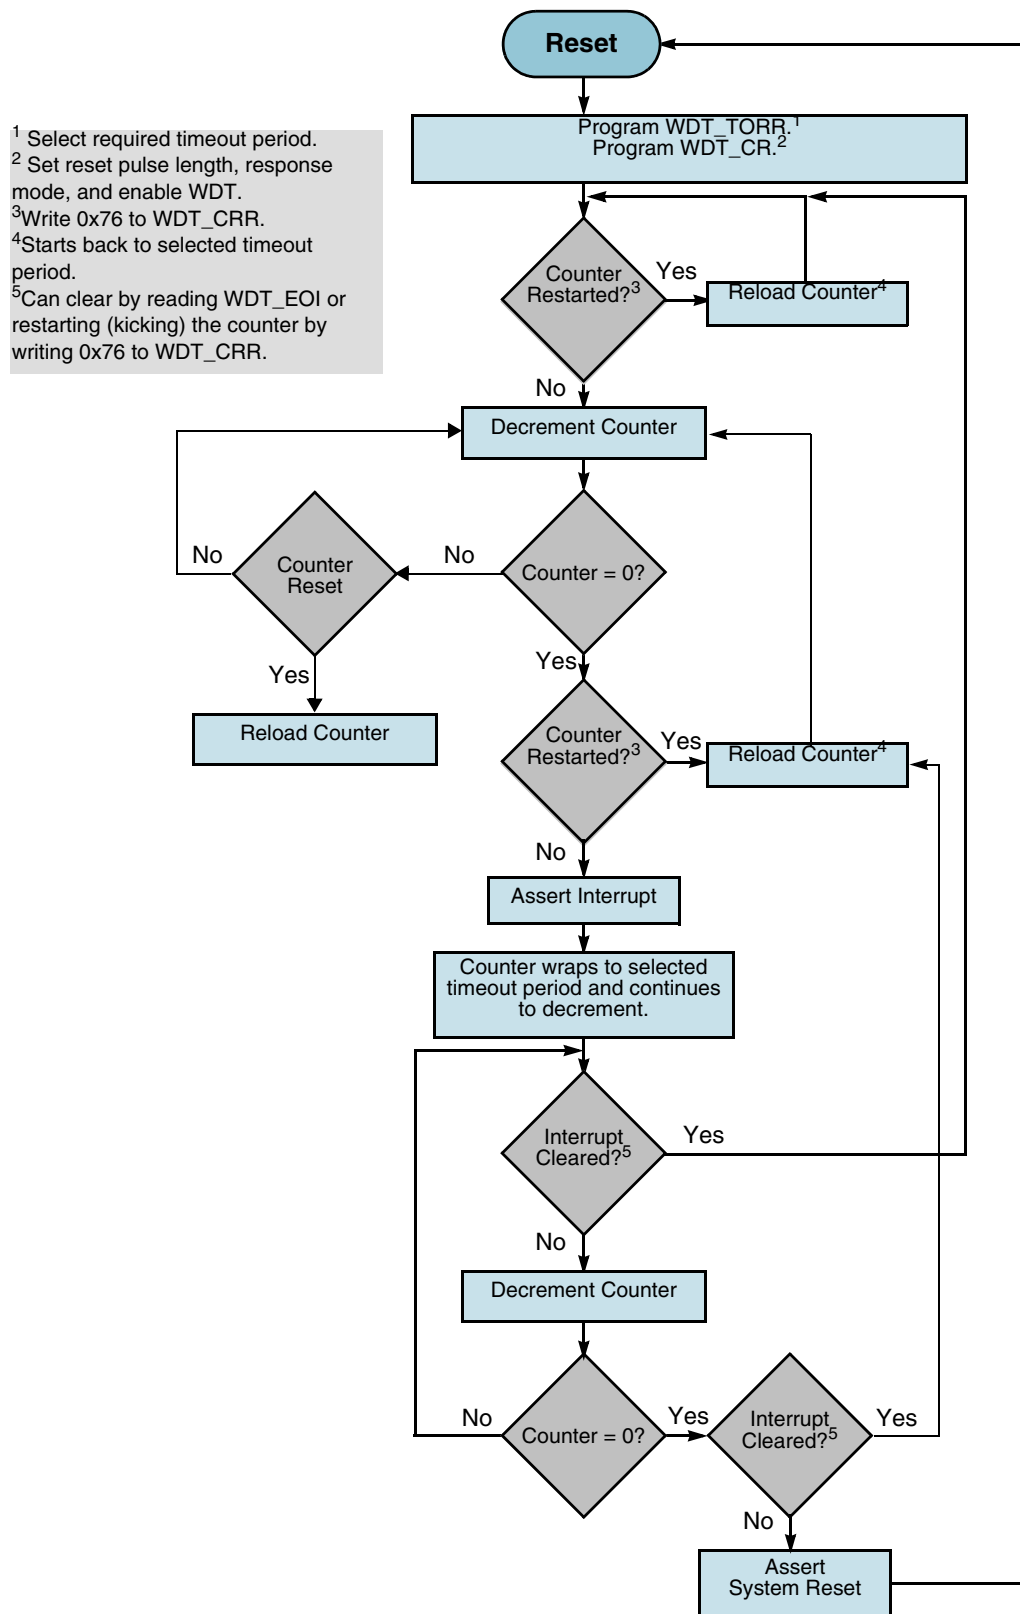 Reset
Program WDT_TORR.1
Program WDT_CR.2
1 Select required timeout period.
2 Set reset pulse length, response
mode, and enable WDT.
3Write 0x76 to WDT_CRR.
4Starts back to selected timeout
period.
5Can clear by reading WDT_EOI or
restarting (kicking) the counter by
writing 0x76 to WDT_CRR.
Counter
Restarted?3
Yes
Reload Counter4
No
Decrement Counter
Counter = 0?
No
Counter
Reset
No
Yes
Reload Counter
Yes
Counter
Restarted?3
Yes
Reload Counter4
No
Assert Interrupt
Counter wraps to selected
timeout period and continues
to decrement.
Interrupt
Cleared?5
Yes
No
Decrement Counter
Counter = 0?
No
Yes
Interrupt
Cleared?5
Yes
No
Assert
System Reset